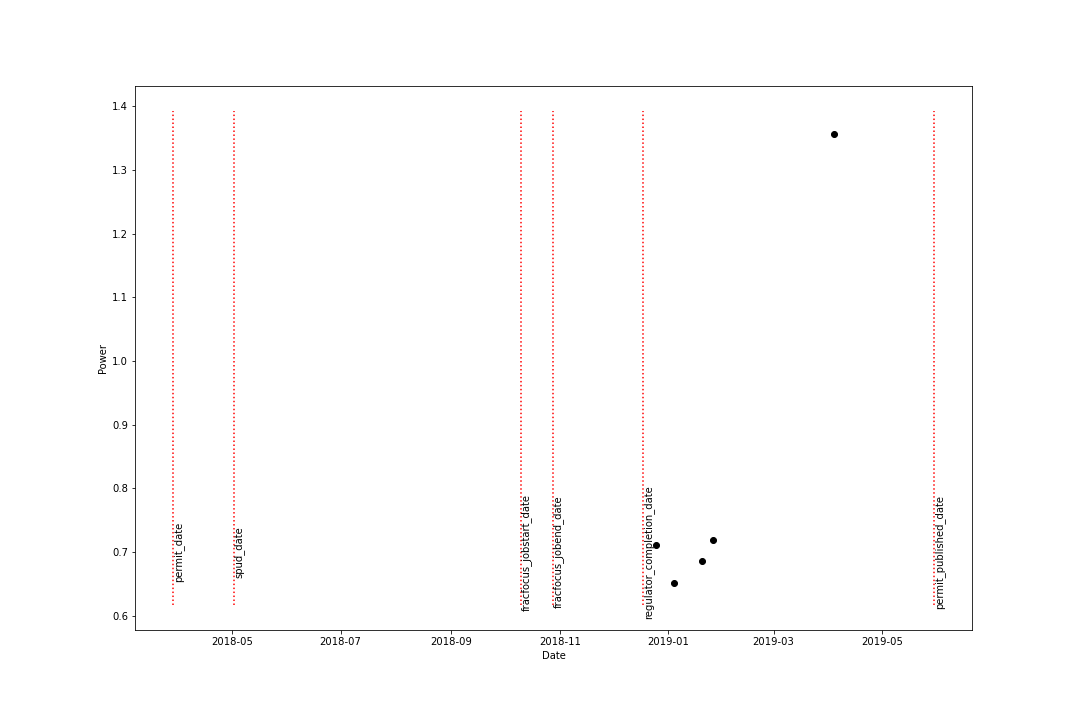 1.4
1.3
1.2
1.1
1.0
0.9
0.8
0.7
0.6
Power
permit_date
spud_date
fracfocus_jobstart_date
fracfocus_jobend_date
regulator_completion_date
permit_published_date
2018-05
2018-07
2018-09
2018-11
2019-01
2019-03
2019-05
Date